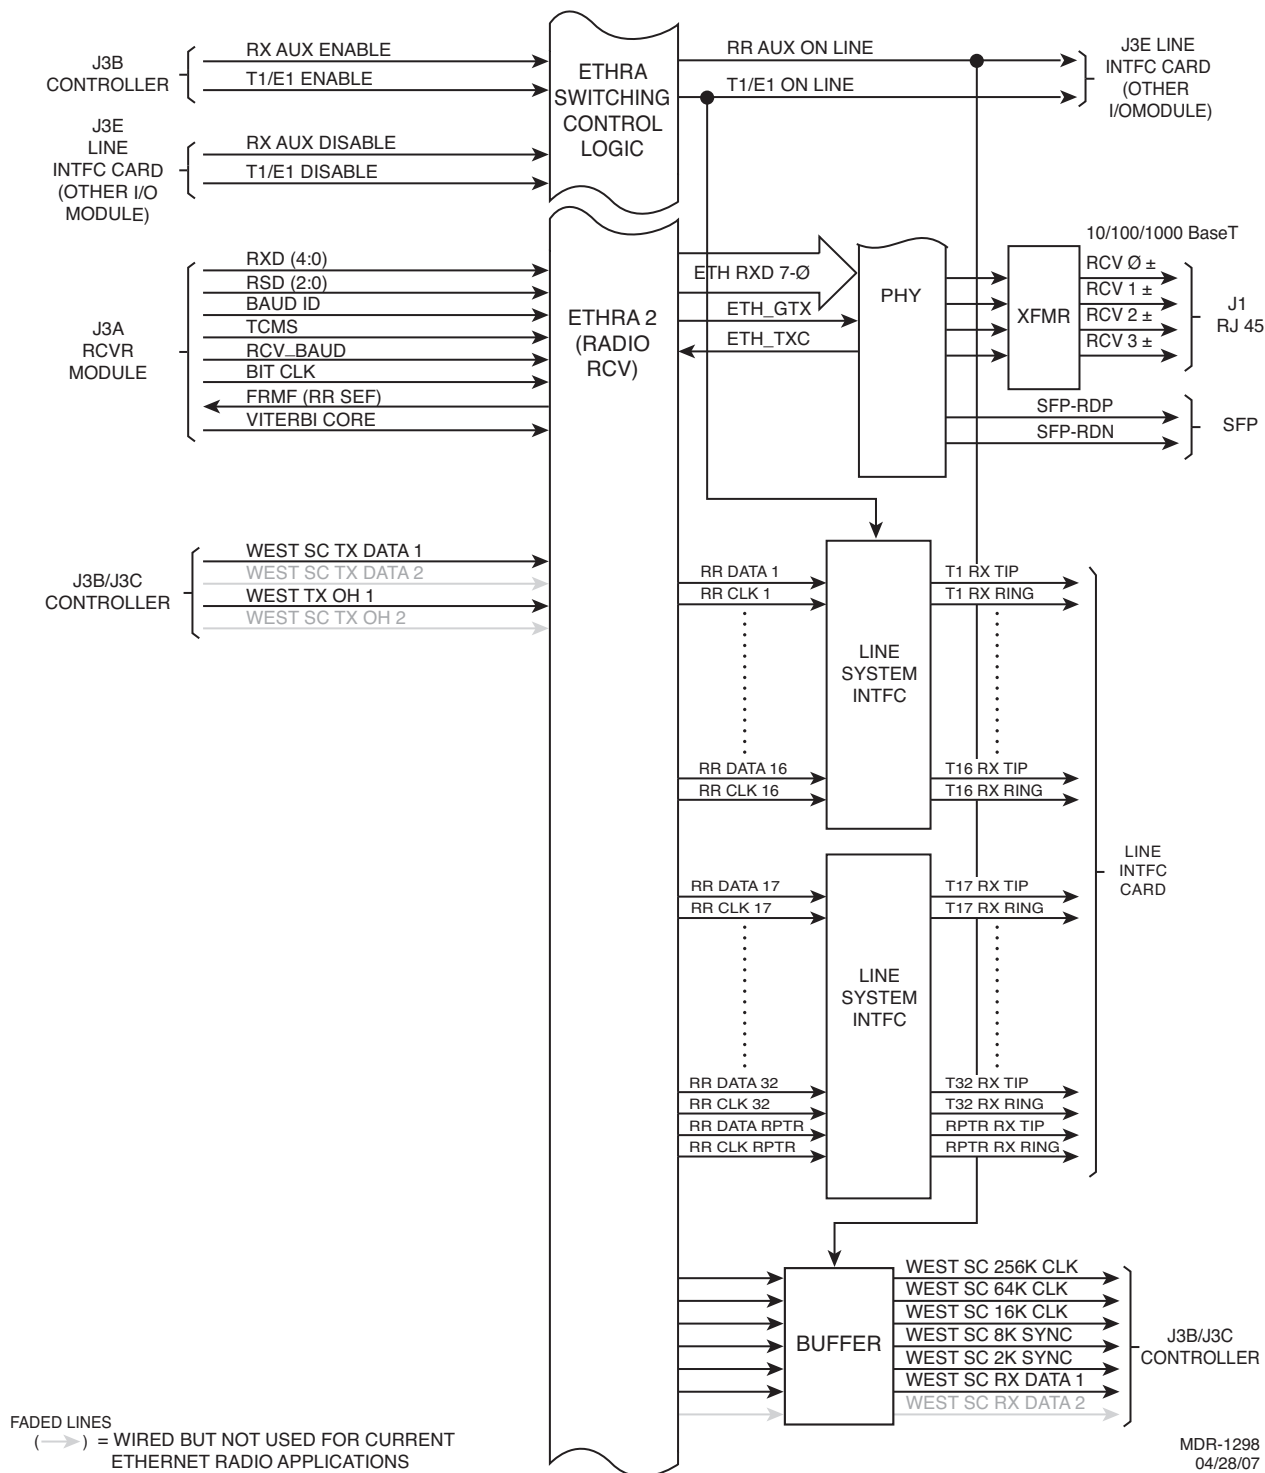 J3B
CONTROLLER
RX AUX ENABLE
T1/E1 ENABLE
J3E
LINE
INTFC CARD
(OTHER I/O
MODULE)
RX AUX DISABLE
T1/E1 DISABLE
ETHRA
SWITCHING
CONTROL
LOGIC
RR AUX ON LINE
T1/E1 ON LINE
J3E LINE
INTFC CARD
(OTHER
I/OMODULE)
J3A
RCVR
MODULE
RXD (4:0)
RSD (2:0)
BAUD ID
TCMS
RCV_BAUD
BIT CLK
FRMF (RR SEF)
VITERBI CORE
ETHRA 2
(RADIO
RCV)
ETH RXD 7-Ø
ETH_GTX
ETH_TXC
PHY
XFMR
10/100/1000 BaseT
RCV Ø ±
RCV 1 ±
RCV 2 ±
RCV 3 ±
J1
RJ 45
SFP-RDP
SFP-RDN
SFP
J3B/J3C
CONTROLLER
WEST SC TX DATA 1
WEST SC TX DATA 2
WEST TX OH 1
WEST SC TX OH 2
RR DATA 1
RR CLK 1
RR DATA 16
RR CLK 16
LINE
SYSTEM
INTFC
T1 RX TIP
T1 RX RING
T16 RX TIP
T16 RX RING
RR DATA 17
RR CLK 17
RR DATA 32
RR CLK 32
RR DATA RPTR
RR CLK RPTR
LINE
SYSTEM
INTFC
T17 RX TIP
T17 RX RING
T32 RX TIP
T32 RX RING
RPTR RX TIP
RPTR RX RING
LINE
INTFC
CARD
BUFFER
WEST SC 256K CLK
WEST SC 64K CLK
WEST SC 16K CLK
WEST SC 8K SYNC
WEST SC 2K SYNC
WEST SC RX DATA 1
WEST SC RX DATA 2
J3B/J3C
CONTROLLER
FADED LINES
( ) = WIRED BUT NOT USED FOR CURRENT
ETHERNET RADIO APPLICATIONS
MDR-1298
04/28/07